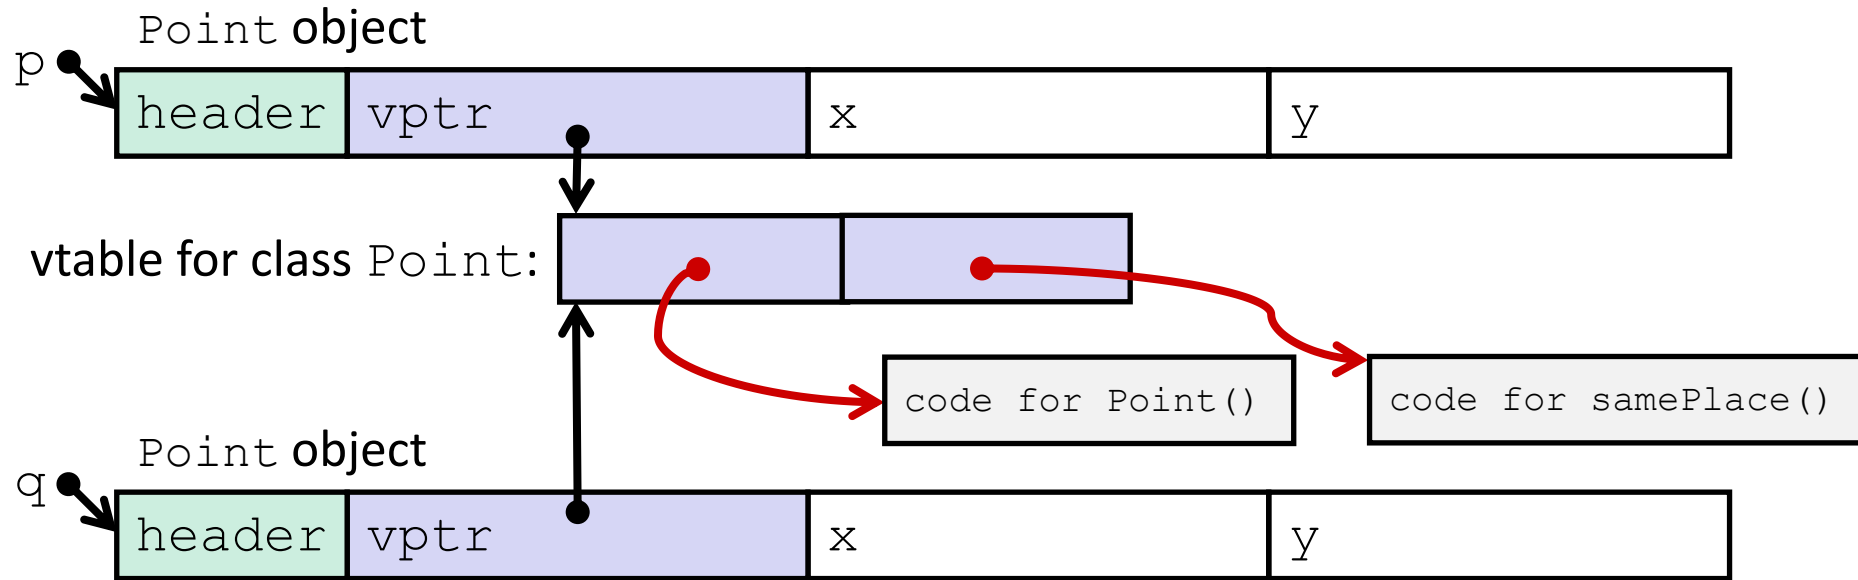 Point object
p
header vptr x y
vtable for class Point:
code for Point() code for samePlace()
Point object
q
header vptr x y